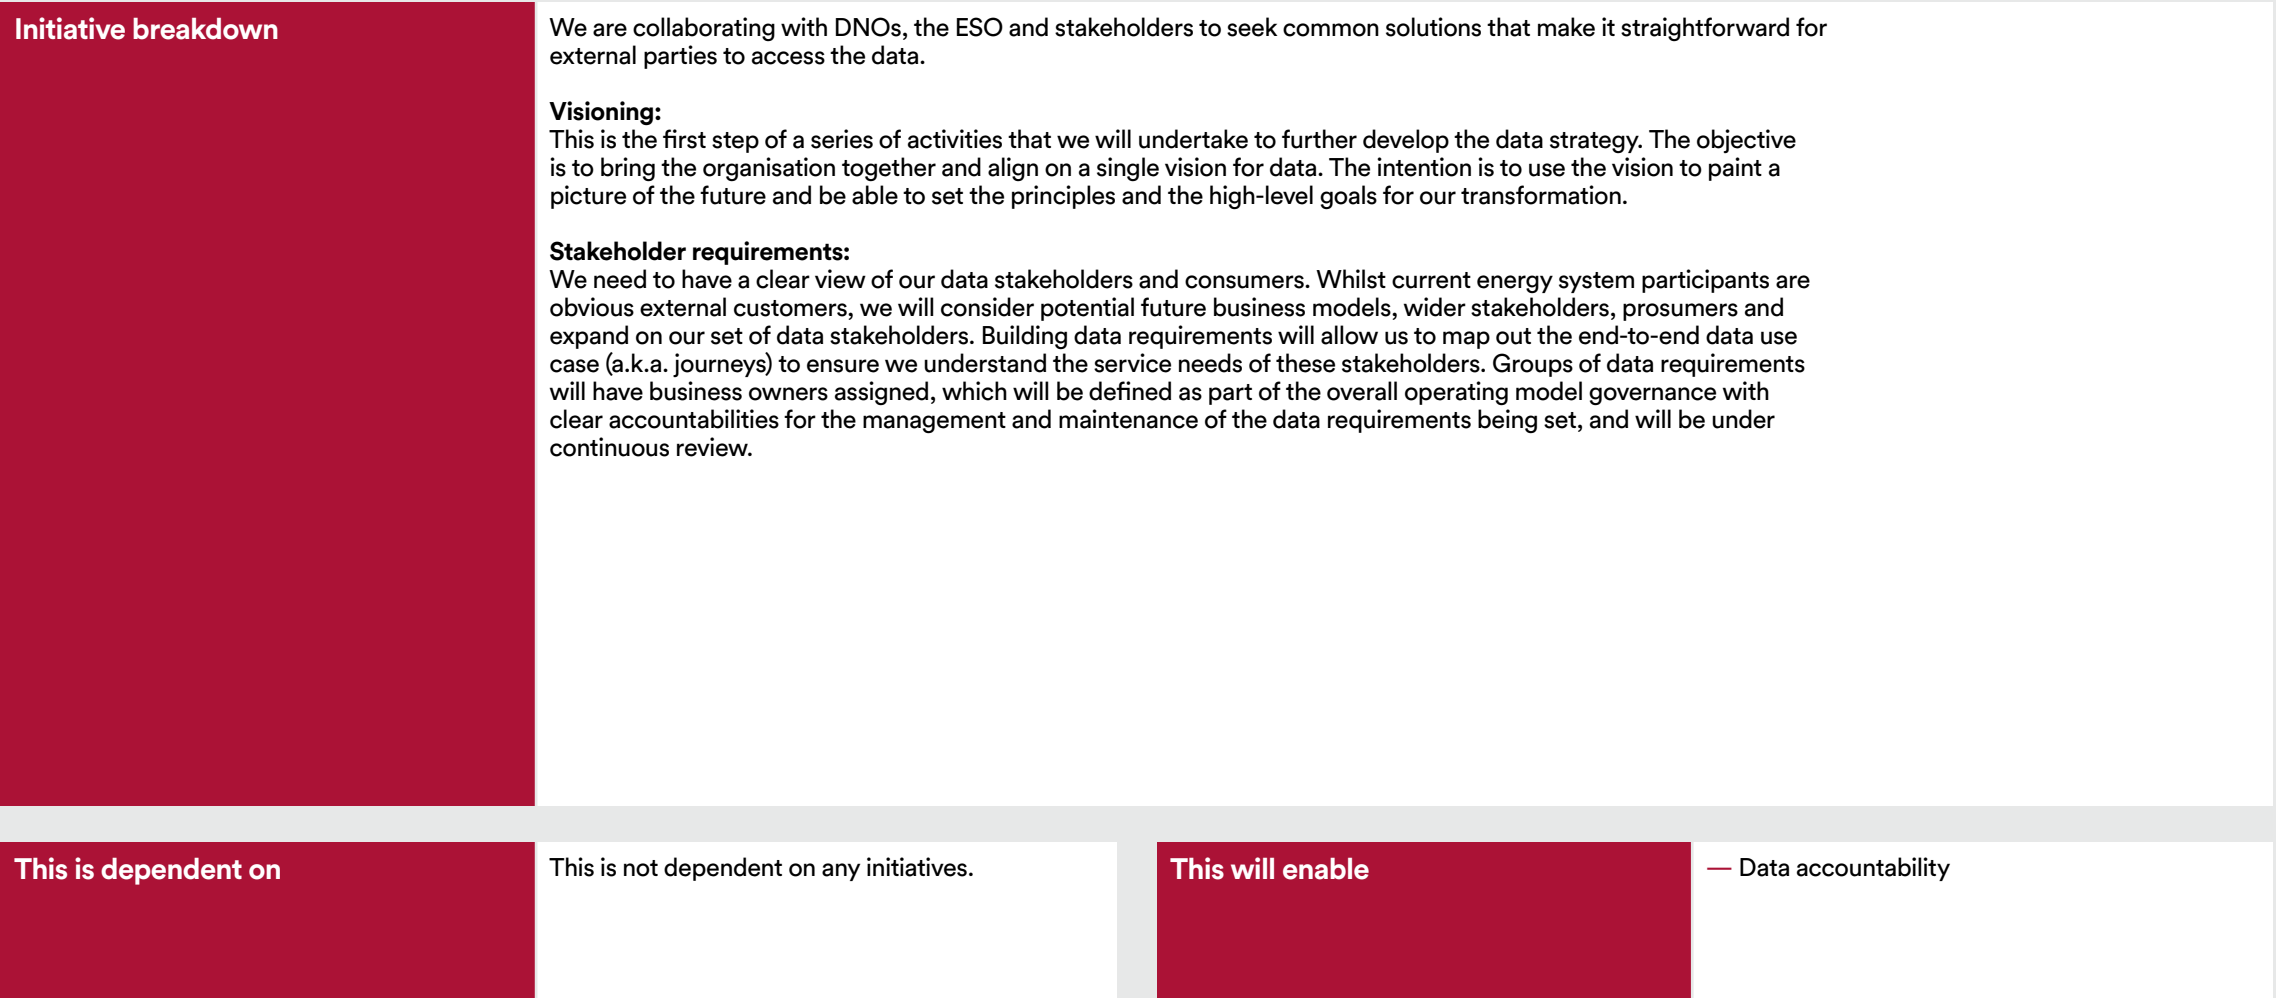 Initiative breakdown
We are collaborating with DNOs, the ESO and stakeholders to seek common solutions that make it straightforward for
external parties to access the data.
Visioning:
This is the first step of a series of activities that we will undertake to further develop the data strategy. The objective
is to bring the organisation together and align on a single vision for data. The intention is to use the vision to paint a
picture of the future and be able to set the principles and the high-level goals for our transformation.
Stakeholder requirements:
We need to have a clear view of our data stakeholders and consumers. Whilst current energy system participants are
obvious external customers, we will consider potential future business models, wider stakeholders, prosumers and
expand on our set of data stakeholders. Building data requirements will allow us to map out the end-to-end data use
case (a.k.a. journeys) to ensure we understand the service needs of these stakeholders. Groups of data requirements
will have business owners assigned, which will be defined as part of the overall operating model governance with
clear accountabilities for the management and maintenance of the data requirements being set, and will be under
continuous review.
This is dependent on
This is not dependent on any initiatives.
This will enable
— Data accountability